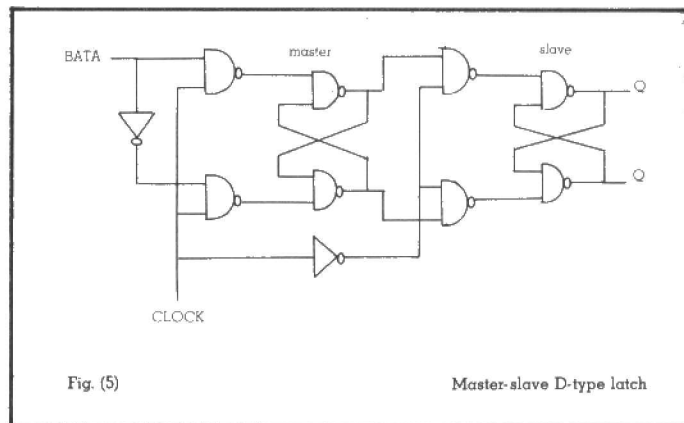 master
slave
BATA
Q
Q
CLOCK
Fig. (5)
Master-slave D-type latch